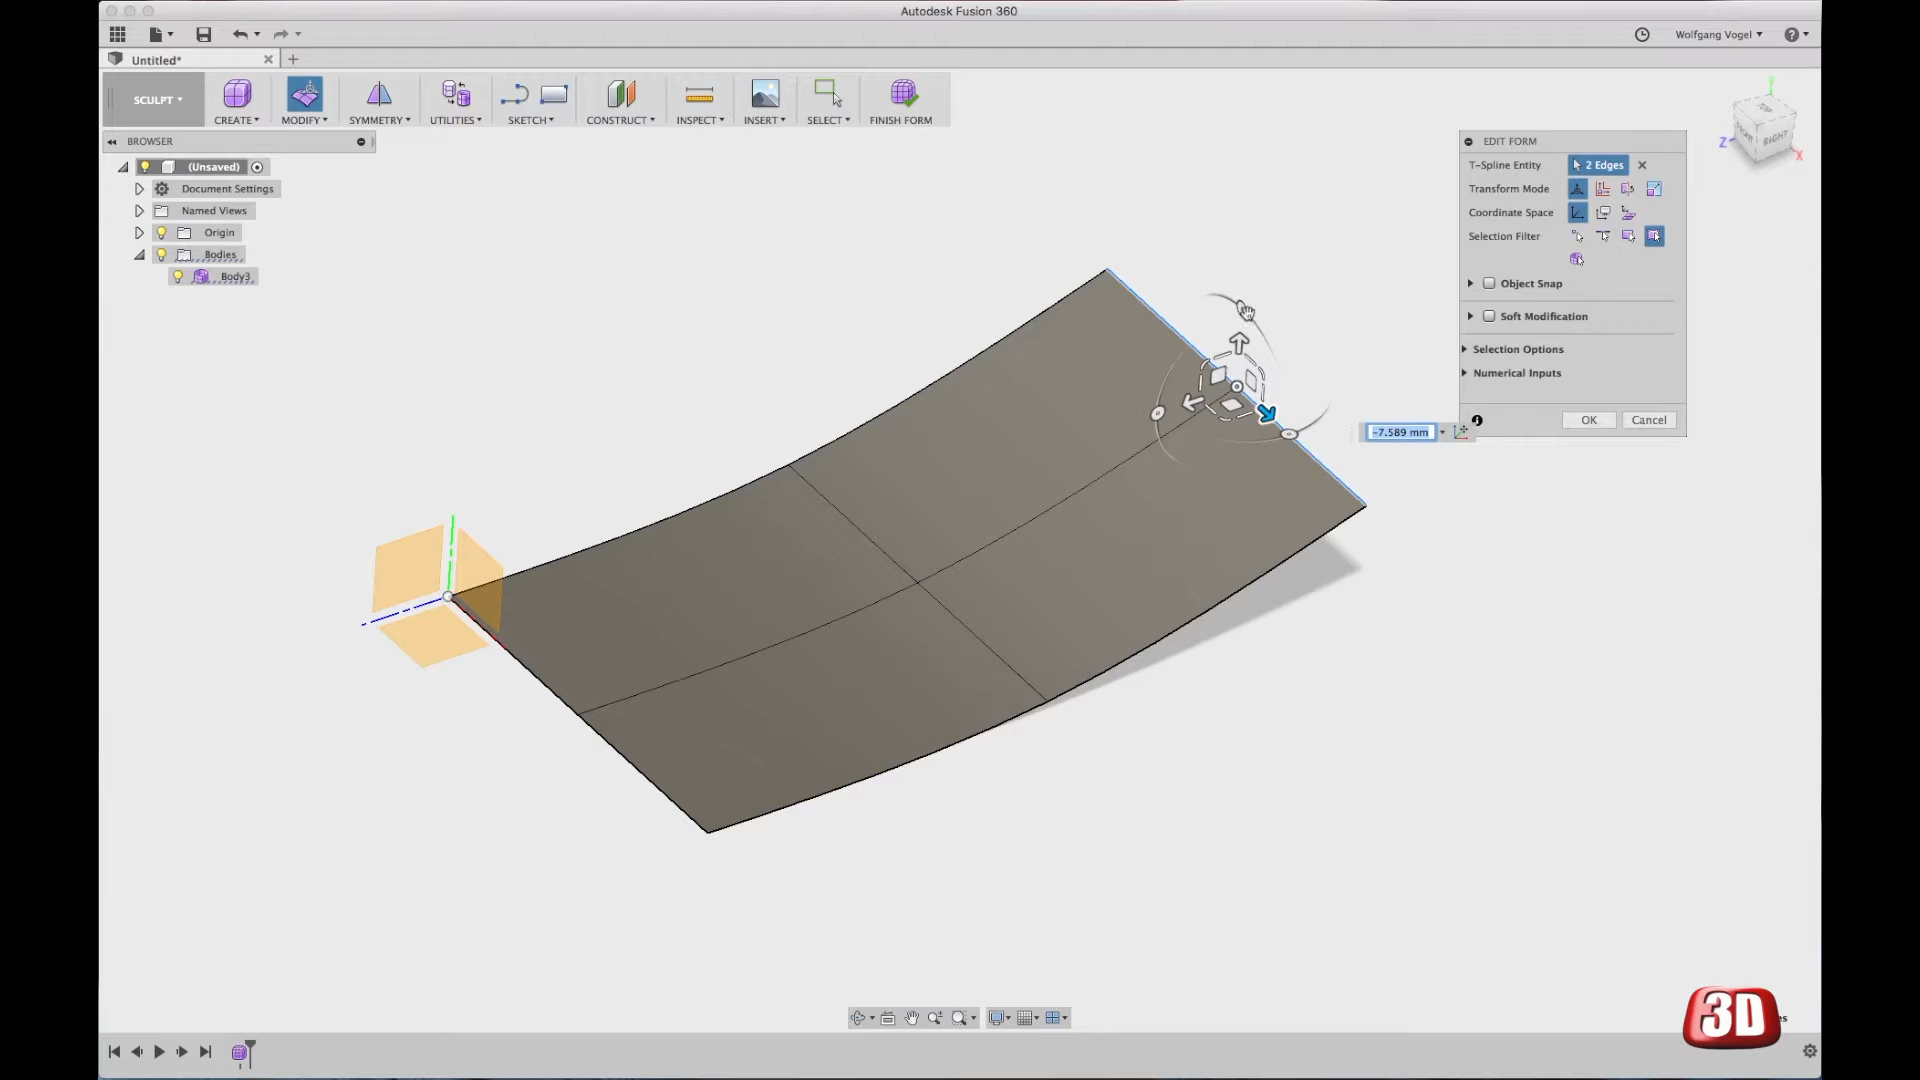 Autodesk Fusion 360
Wolfgang Vogel
Untitled*
SCULPT
CREATE
MODIFY
SYMMETRY
UTILITIES
SKETCH
CONSTRUCT
INSPECT
INSERT
SELECT
FINISH FORM
BROWSER
(Unsaved)
Document Settings
Named Views
Origin
Bodies
Body3
TOP
RIGHT
Z
X
EDIT FORM
T-Spline Entity
2 Edges
Transform Mode
Coordinate Space
Selection Filter
Object Snap
Soft Modification
Selection Options
Numerical Inputs
OK
Cancel
-7.589 mm
3D